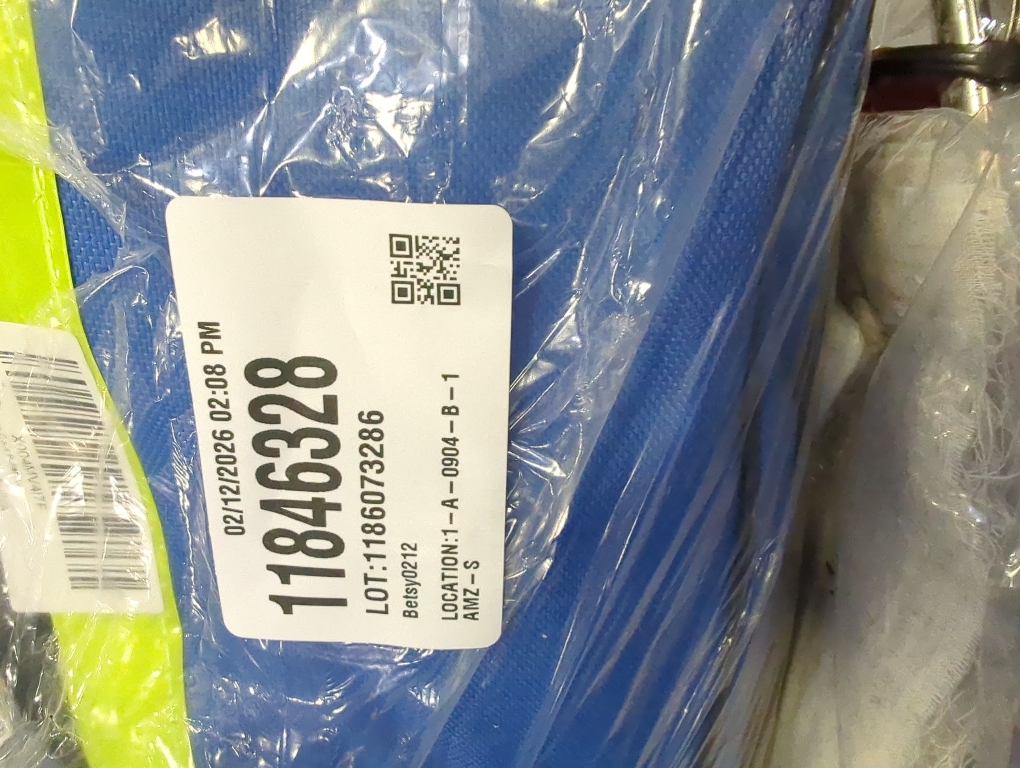 02/12/2026 02:08 PM
11846328
LOT:1186073286
Betsy0212
LOCATION:1-A-0904-B-1
AMZ-S